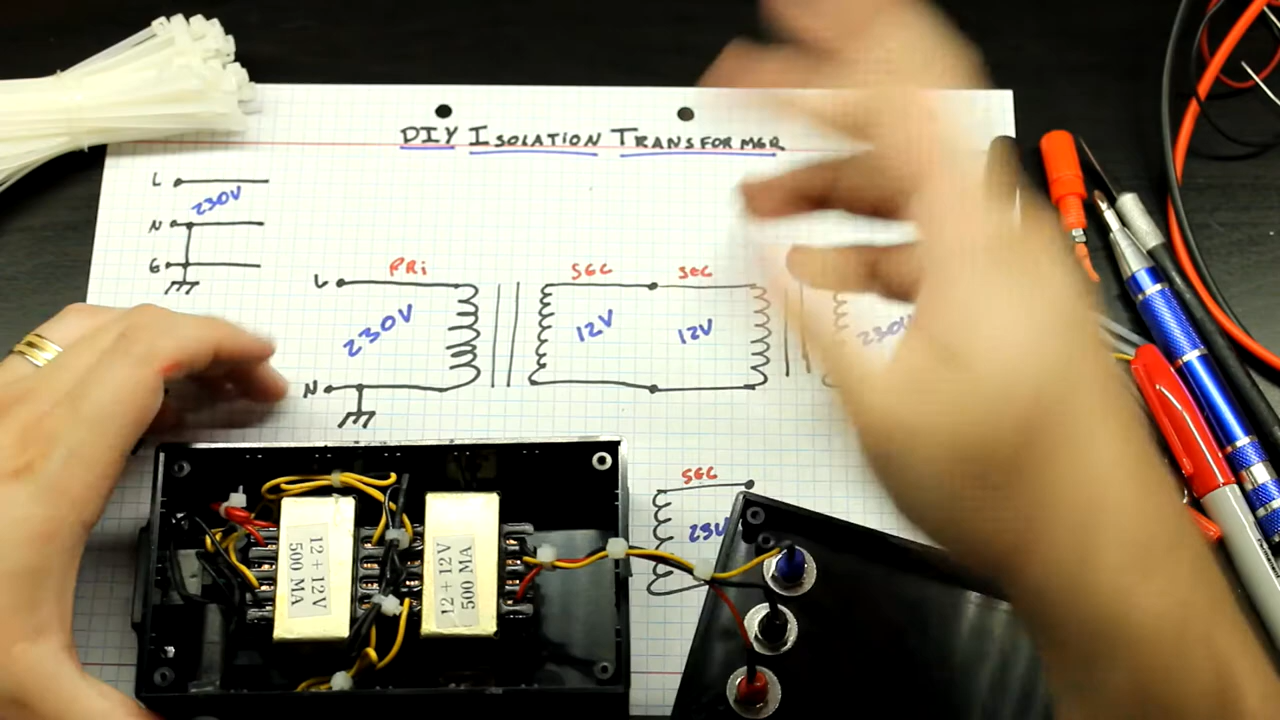 DIY ISOLATION TRANSFORMER
L
230V
N
G
L
PRi
230V
N
SEC
12V
SEC
12V
230V
SEC
12 + 12V
500 MA
12 + 12V
500 MA